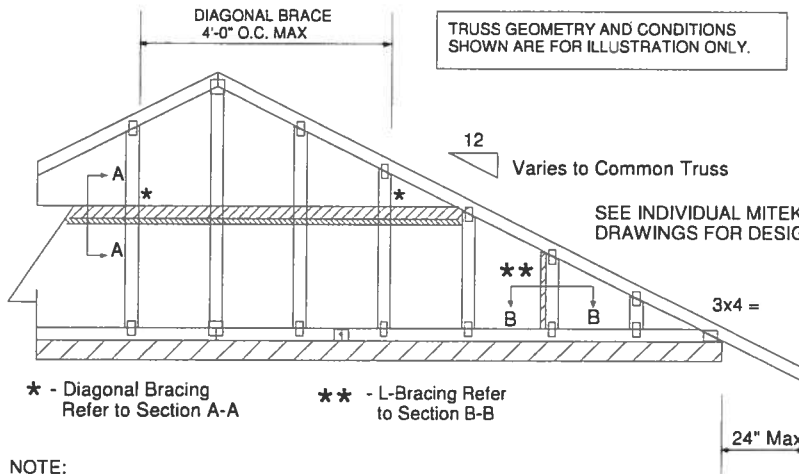 DIAGONAL BRACE
4'-0" O.C. MAX
TRUSS GEOMETRY AND CONDITIONS
SHOWN ARE FOR ILLUSTRATION ONLY.
12
Varies to Common Truss
A
*
*
SEE INDIVIDUAL MITEK
DRAWINGS FOR DESIG
A
**
B
B
3x4 =
* - Diagonal Bracing
Refer to Section A-A
** - L-Bracing Refer
to Section B-B
24" Max
NOTE: